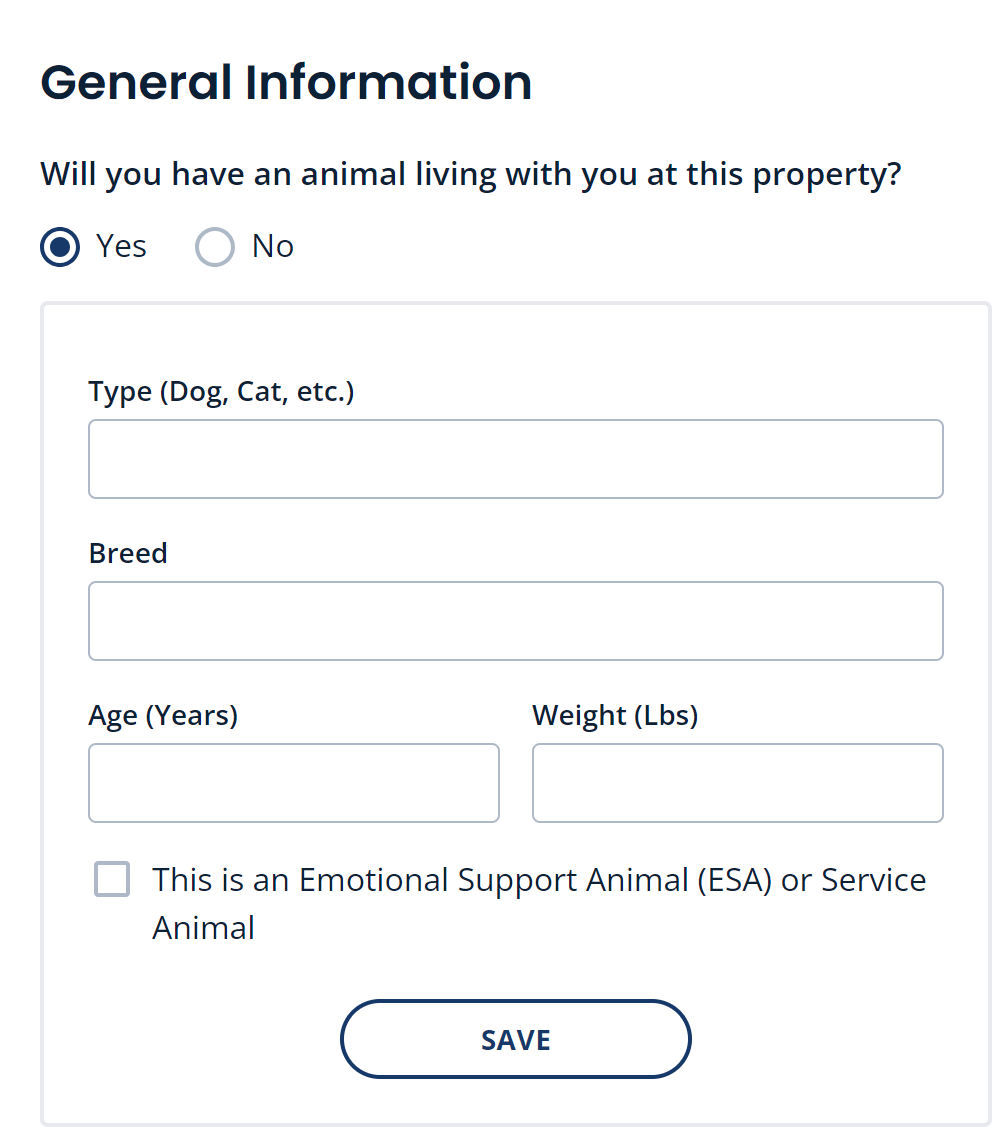 General Information
Will you have an animal living with you at this property?
Yes No
Type (Dog, Cat, etc.)
Breed
Age (Years) Weight (Lbs)
This is an Emotional Support Animal (ESA) or Service
Animal
SAVE